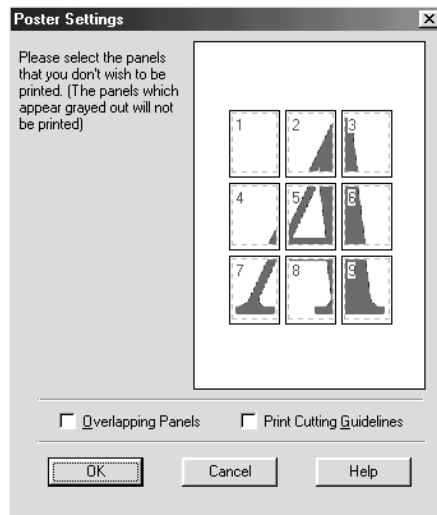 Poster Settings
Please select the panels
that you don't wish to be
printed. (The panels which
appear grayed out will not
be printed)
1 2 3
4 5 6
7 8 9
Overlapping Panels Print Cutting Guidelines
OK Cancel Help